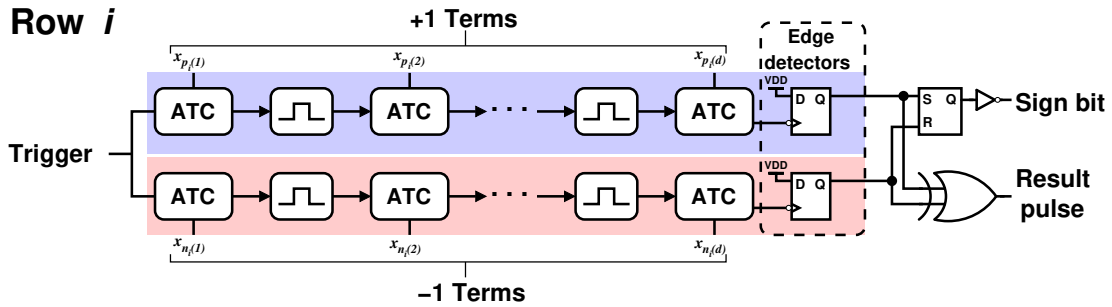 Row i
+1 Terms
x_{p_i(1)} x_{p_i(2)} x_{p_i(d)}
Edge
detectors
VDD
ATC ATC ATC D Q S Q Sign bit
R
Trigger
VDD
ATC ATC ATC D Q Result
pulse
x_{n_i(1)} x_{n_i(2)} x_{n_i(d)}
−1 Terms